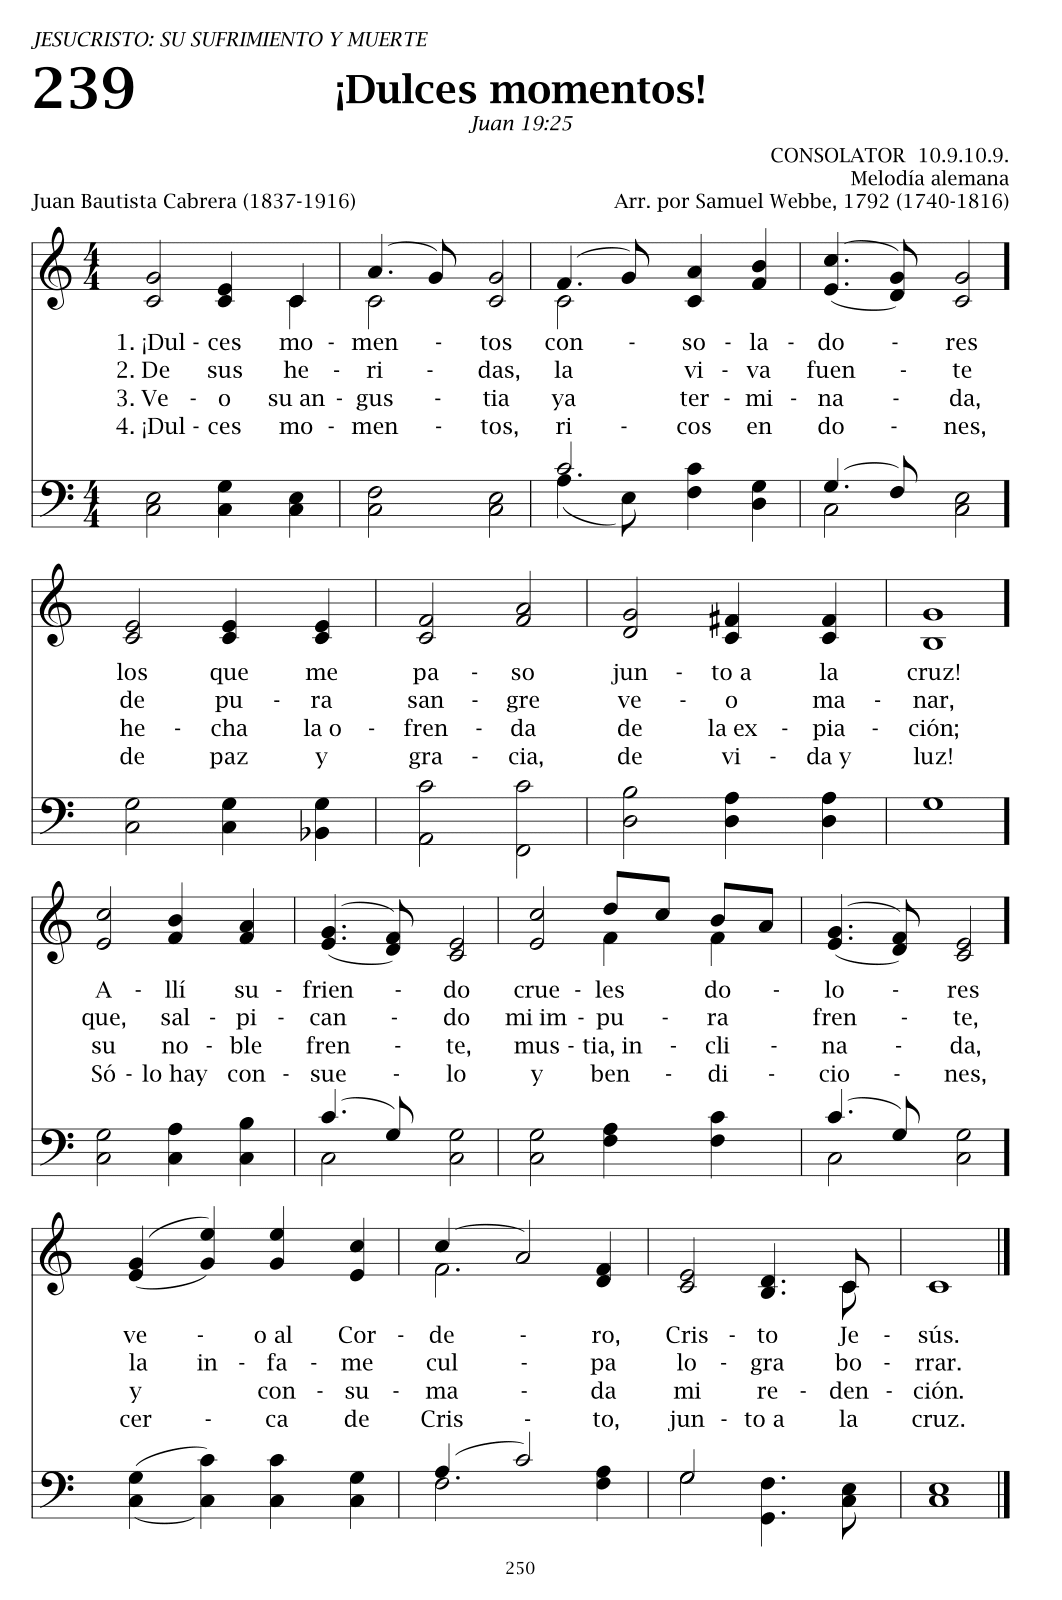 JESUCRISTO: SU SUFRIMIENTO Y MUERTE
239
¡Dulces momentos!
Juan 19:25
CONSOLATOR 10.9.10.9.
Melodía alemana
Juan Bautista Cabrera (1837-1916) Arr. por Samuel Webbe, 1792 (1740-1816)
1. ¡Dul - ces mo - men - tos con - so - la - do - res
2. De sus he - ri - das, la vi - va fuen - te
3. Ve - o su an - gus - tia ya ter - mi - na - da,
4. ¡Dul - ces mo - men - tos, ri - cos en do - nes,
los que me pa - so jun - to a la cruz!
de pu - ra san - gre ve - o ma - nar,
he - cha la o - fren - da de la ex - pia - ción;
de paz y gra - cia, de vi - da y luz!
A - llí su - frien - do crue - les do - lo - res
que, sal - pi - can - do mi im - pu - ra fren - te,
su no - ble fren - te, mus - tia, in - cli - na - da,
Só - lo hay con - sue - lo y ben - di - cio - nes,
ve - o al Cor - de - ro, Cris - to Je - sús.
la in - fa - me cul - pa lo - gra bo - rrar.
y con - su - ma - da mi re - den - ción.
cer - ca de Cris - to, jun - to a la cruz.
250